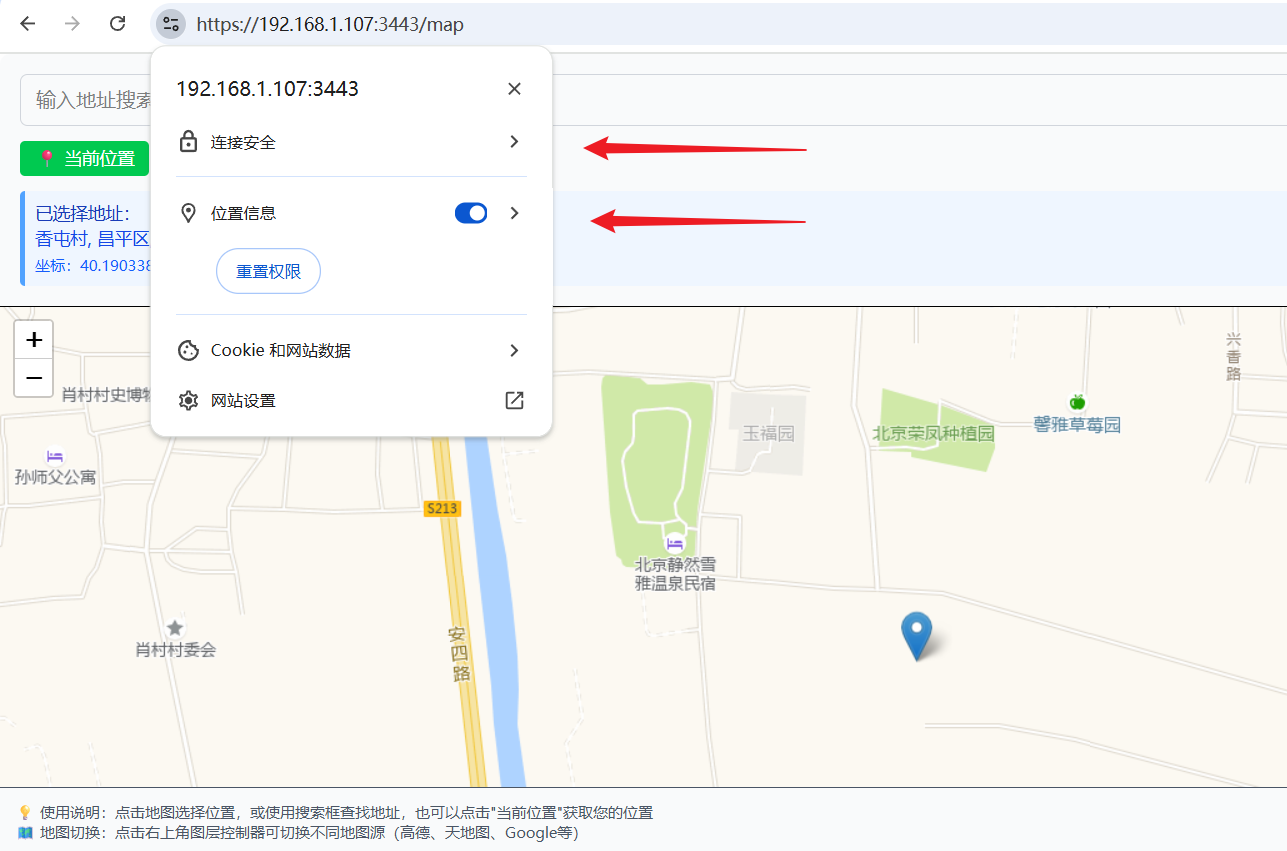 https://192.168.1.107:3443/map
192.168.1.107:3443
连接安全
位置信息
重置权限
Cookie 和网站数据
网站设置
输入地址搜索
当前位置
已选择地址：
香屯村, 昌平区
坐标：40.190338
+
−
肖村村史博物
孙师父公寓
肖村村委会
S213
安四路
玉福园
北京静然雪
雅温泉民宿
北京荣凤种植园
馨雅草莓园
兴香路
使用说明：点击地图选择位置，或使用搜索框查找地址，也可以点击"当前位置"获取您的位置
地图切换：点击右上角图层控制器可切换不同地图源（高德、天地图、Google等）